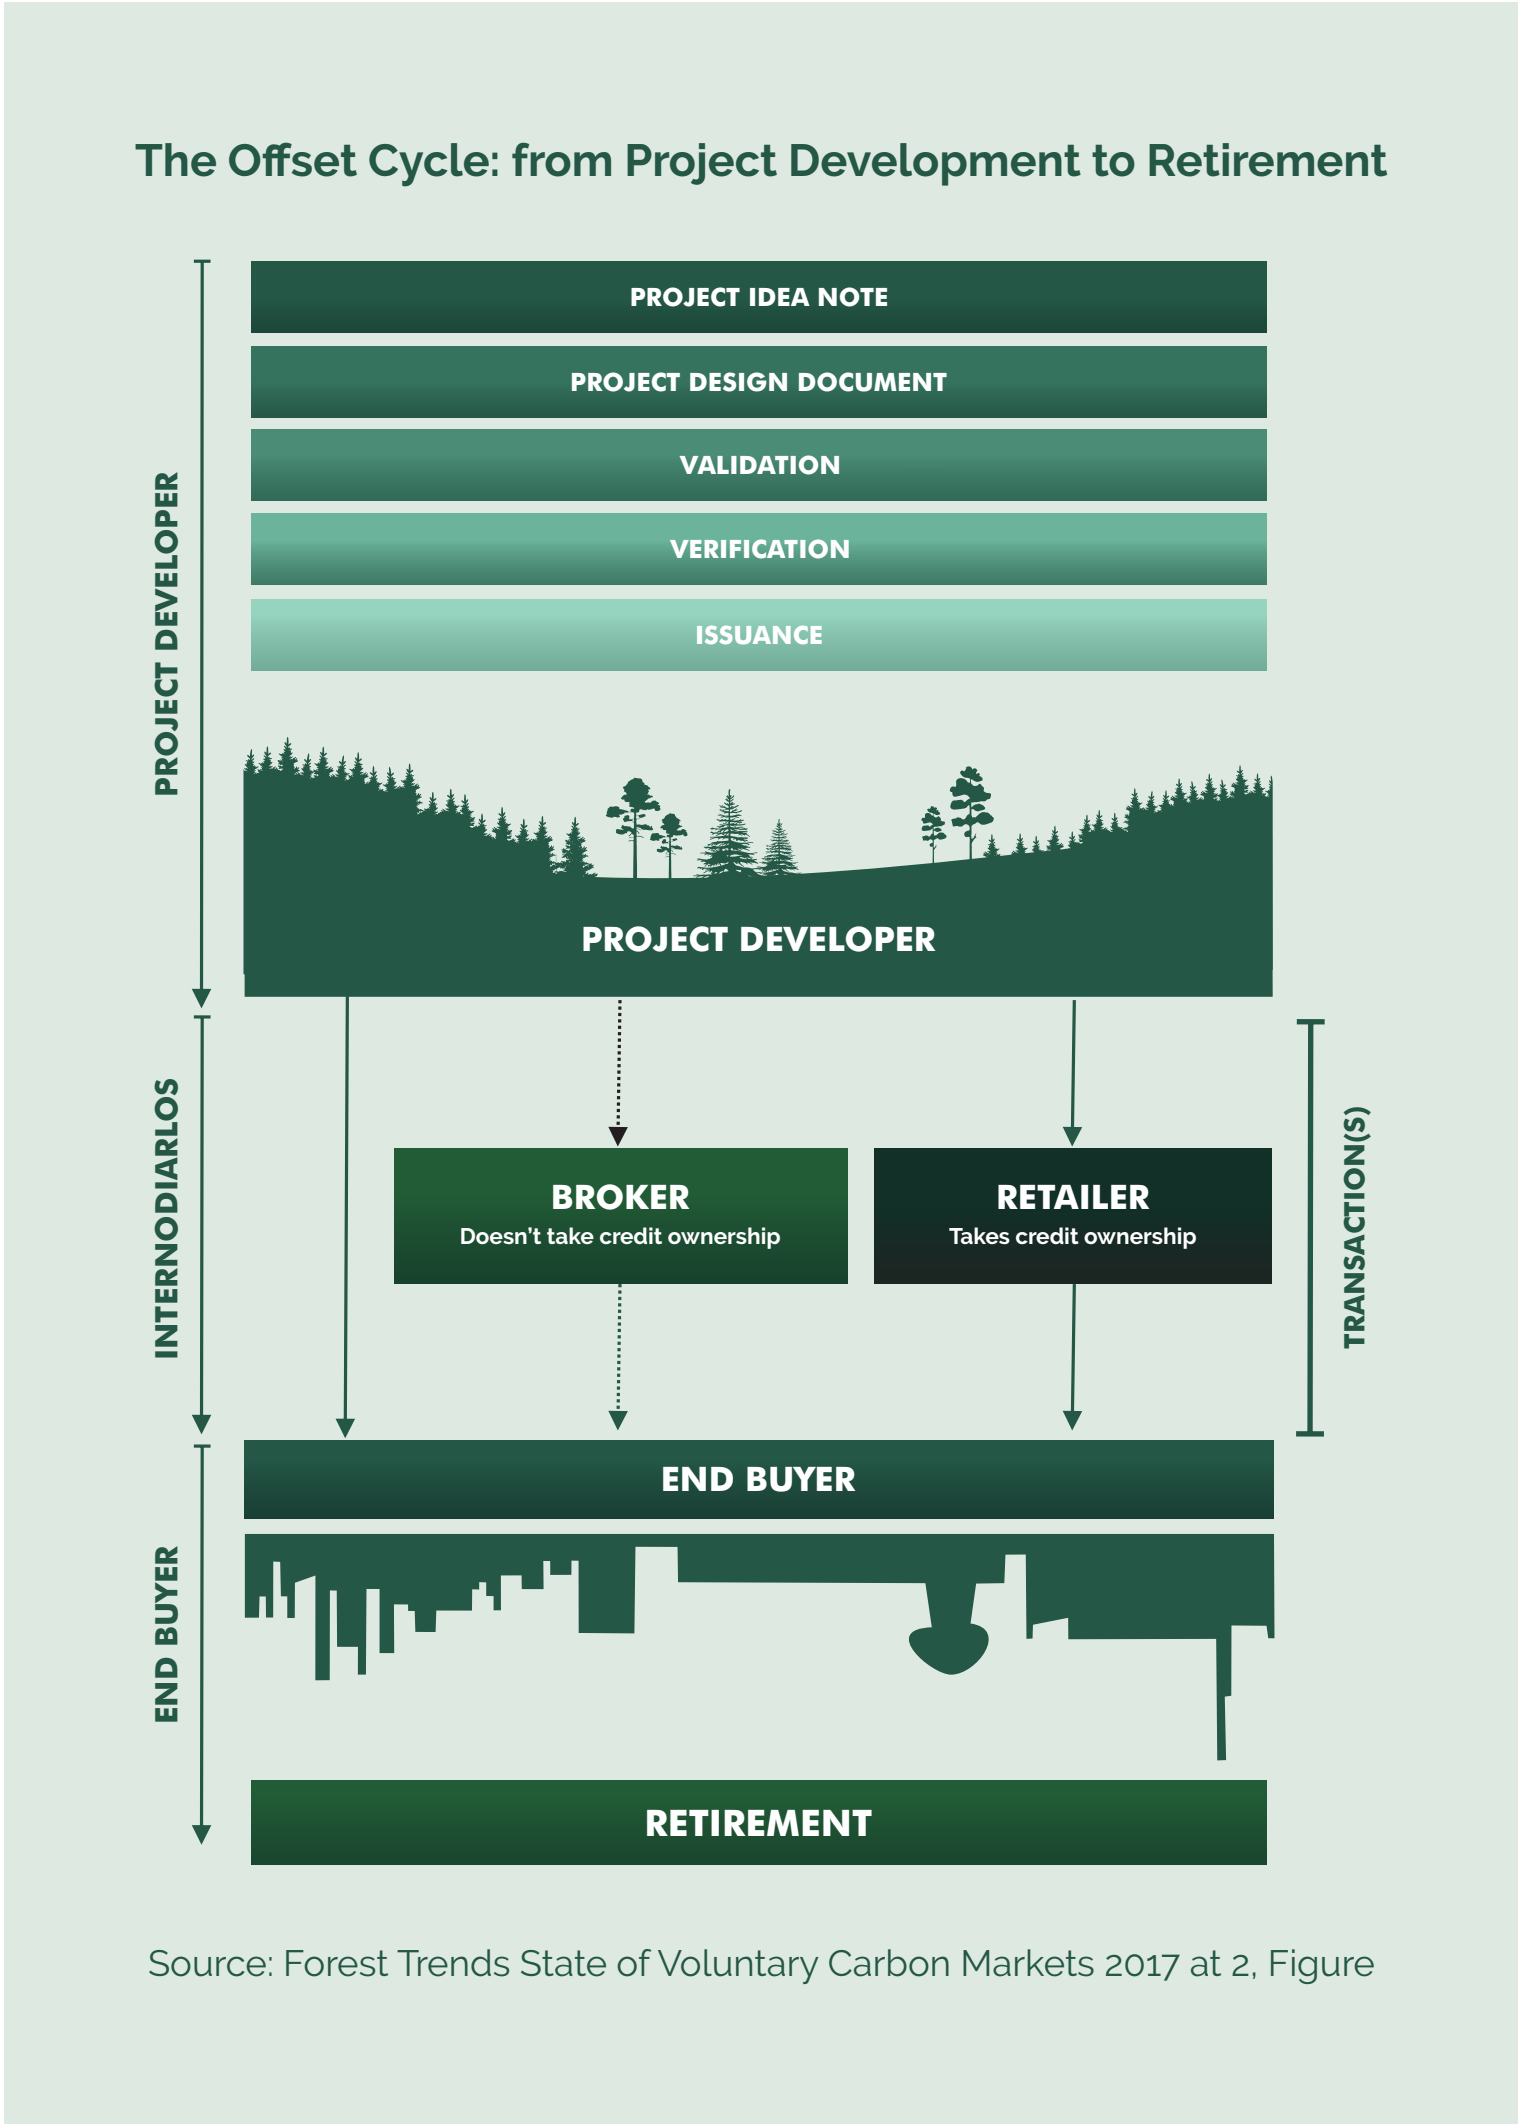 The Offset Cycle: from Project Development to Retirement
PROJECT DEVELOPER
PROJECT IDEA NOTE
PROJECT DESIGN DOCUMENT
VALIDATION
VERIFICATION
ISSUANCE
PROJECT DEVELOPER
INTERNODIARLOS
BROKER
Doesn't take credit ownership
RETAILER
Takes credit ownership
TRANSACTION(S)
END BUYER
END BUYER
RETIREMENT
Source: Forest Trends State of Voluntary Carbon Markets 2017 at 2, Figure